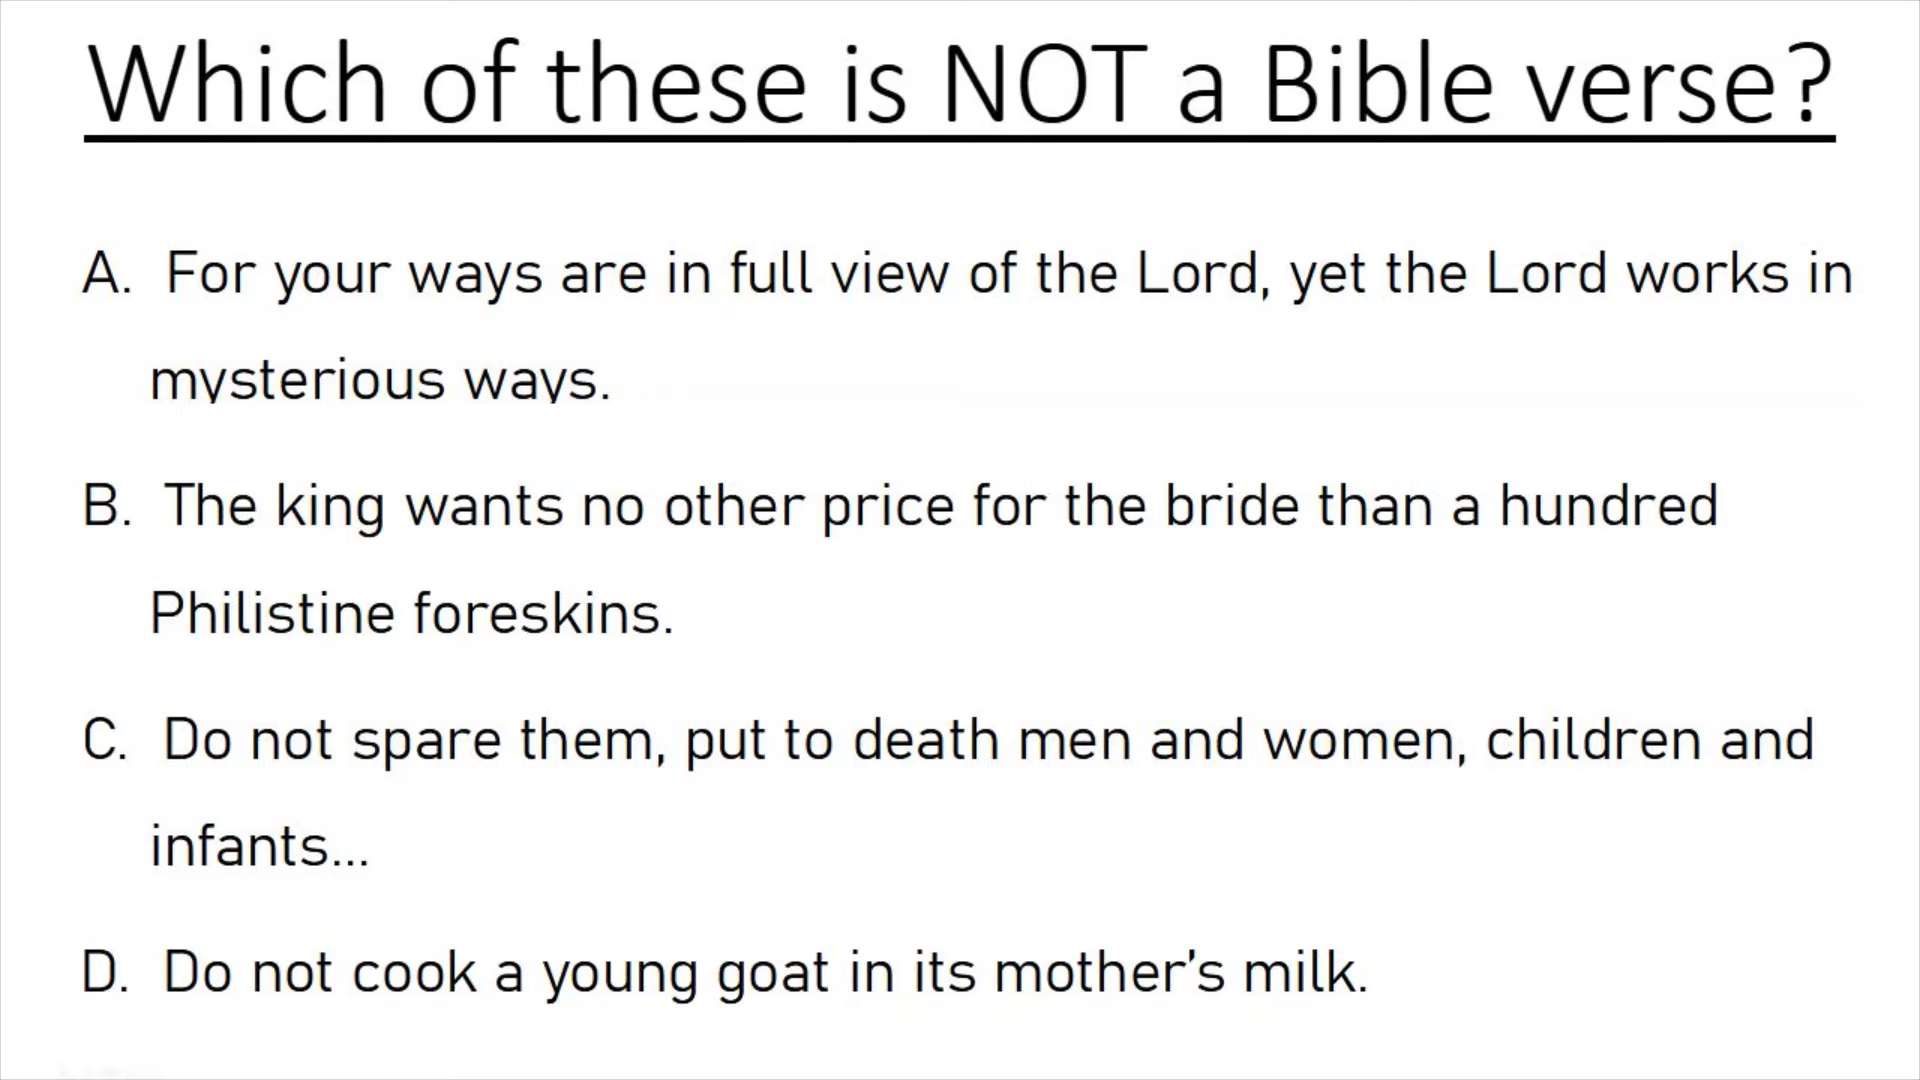 Which of these is NOT a Bible verse?
A. For your ways are in full view of the Lord, yet the Lord works in
mysterious ways.
B. The king wants no other price for the bride than a hundred
Philistine foreskins.
C. Do not spare them, put to death men and women, children and
infants...
D. Do not cook a young goat in its mother’s milk.